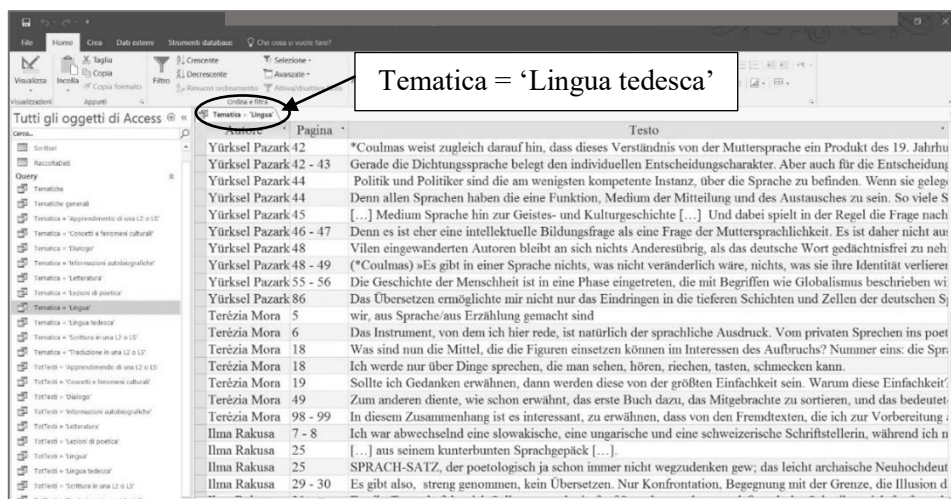 File Home Crea Dati esterni Strumenti database Che cosa si vuole fare?
Visualizza
Incolla
Taglia
Copia
Copia formato
Filtro
Crescente
Decrescente
Rimuovi ordinamento
Selezione
Avanzate
Visualizzazioni Appunti Ordina e filtra
Tematica = ‘Lingua tedesca’
Tutti gli oggetti di Access
Tematica = 'Lingua'
Cerca...
Scrittori
RaccoltaDati
Query
Tematiche
Tematiche generali
Tematica = 'Apprendimento di una L2 o LS'
Tematica = 'Concetti e fenomeni culturali'
Tematica = 'Dialogo'
Tematica = 'Informazioni autobiografiche'
Tematica = 'Letteratura'
Tematica = 'Lezioni di poetica'
Tematica = 'Lingua'
Tematica = 'Lingua tedesca'
Tematica = 'Scrittura in una L2 o LS'
Tematica = 'Traduzione in una L2 o LS'
TotTesti = 'Apprendimendo di una L2 o LS'
TotTesti = 'Concetti e fenomeni culturali'
TotTesti = 'Dialogo'
TotTesti = 'Informazioni autobiografiche'
TotTesti = 'Letteratura'
TotTesti = 'Lezioni di poetica'
TotTesti = 'Lingua'
TotTesti = 'Lingua tedesca'
Autore Pagina Testo
Yürksel Pazark 42 *Coulmas weist zugleich darauf hin, dass dieses Verständnis von der Muttersprache ein Produkt des 19. Jahrhu
Yürksel Pazark 42 - 43 Gerade die Dichtungssprache belegt den individuellen Entscheidungscharakter. Aber auch für die Entscheidun
Yürksel Pazark 44 Politik und Politiker sind die am wenigsten kompetente Instanz, über die Sprache zu befinden. Wenn sie geleg
Yürksel Pazark 44 Denn allen Sprachen haben die eine Funktion, Medium der Mitteilung und des Austausches zu sein. So viele S
Yürksel Pazark 45 […] Medium Sprache hin zur Geistes- und Kulturgeschichte […] Und dabei spielt in der Regel die Frage nach
Yürksel Pazark 46 - 47 Denn es ist eher eine intellektuelle Bildungsfrage als eine Frage der Muttersprachlichkeit. Es ist daher nicht aus
Yürksel Pazark 48 Vilen eingewanderten Autoren bleibt an sich nichts Anderesübrig, als das deutsche Wort gedächtnisfrei zu neh
Yürksel Pazark 48 - 49 (*Coulmas) »Es gibt in einer Sprache nichts, was nicht veränderlich wäre, nichts, was sie ihre Identität verlieren
Yürksel Pazark 55 - 56 Die Geschichte der Menschheit ist in eine Phase eingetreten, die mit Begriffen wie Globalismus beschrieben wi
Yürksel Pazark 86 Das Übersetzen ermöglichte mir nicht nur das Eindringen in die tieferen Schichten und Zellen der deutschen S
Terézia Mora 5 wir, aus Sprache/aus Erzählung gemacht sind
Terézia Mora 6 Das Instrument, von dem ich hier rede, ist natürlich der sprachliche Ausdruck. Vom privaten Sprechen ins poet
Terézia Mora 18 Was sind nun die Mittel, die die Figuren einsetzen können im Interessen des Aufbruchs? Nummer eins: die Spr
Terézia Mora 18 Ich werde nur über Dinge sprechen, die man sehen, hören, riechen, tasten, schmecken kann.
Terézia Mora 19 Sollte ich Gedanken erwähnen, dann werden diese von der größten Einfachkeit sein. Warum diese Einfachkeit?
Terézia Mora 49 Zum anderen diente, wie schon erwähnt, das erste Buch dazu, das Mitgebrachte zu sortieren, und das bedeutet
Terézia Mora 98 - 99 In diesem Zusammenhang ist es interessant, zu erwähnen, dass von den Fremdtexten, die ich zur Vorbereitung
Ilma Rakusa 7 - 8 Ich war abwechselnd eine slowakische, eine ungarische und eine schweizerische Schriftstellerin, während ich n
Ilma Rakusa 25 […] aus seinem kunterbunten Sprachgepäck […].
Ilma Rakusa 25 SPRACH-SATZ, der poetologisch ja schon immer nicht wegzudenken gew; das leicht archaische Neuhochdeut
Ilma Rakusa 29 - 30 Es gibt also, streng genommen, kein Übersetzen. Nur Konfrontation, Begegnung mit der Grenze, die Illusion d